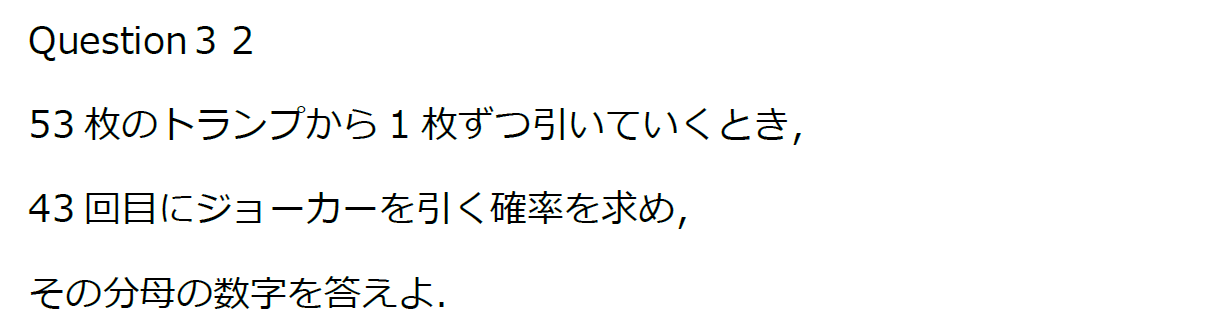 Question３２
53 枚のトランプから 1 枚ずつ引いていくとき,
43 回目にジョーカーを引く確率を求め,
その分母の数字を答えよ.